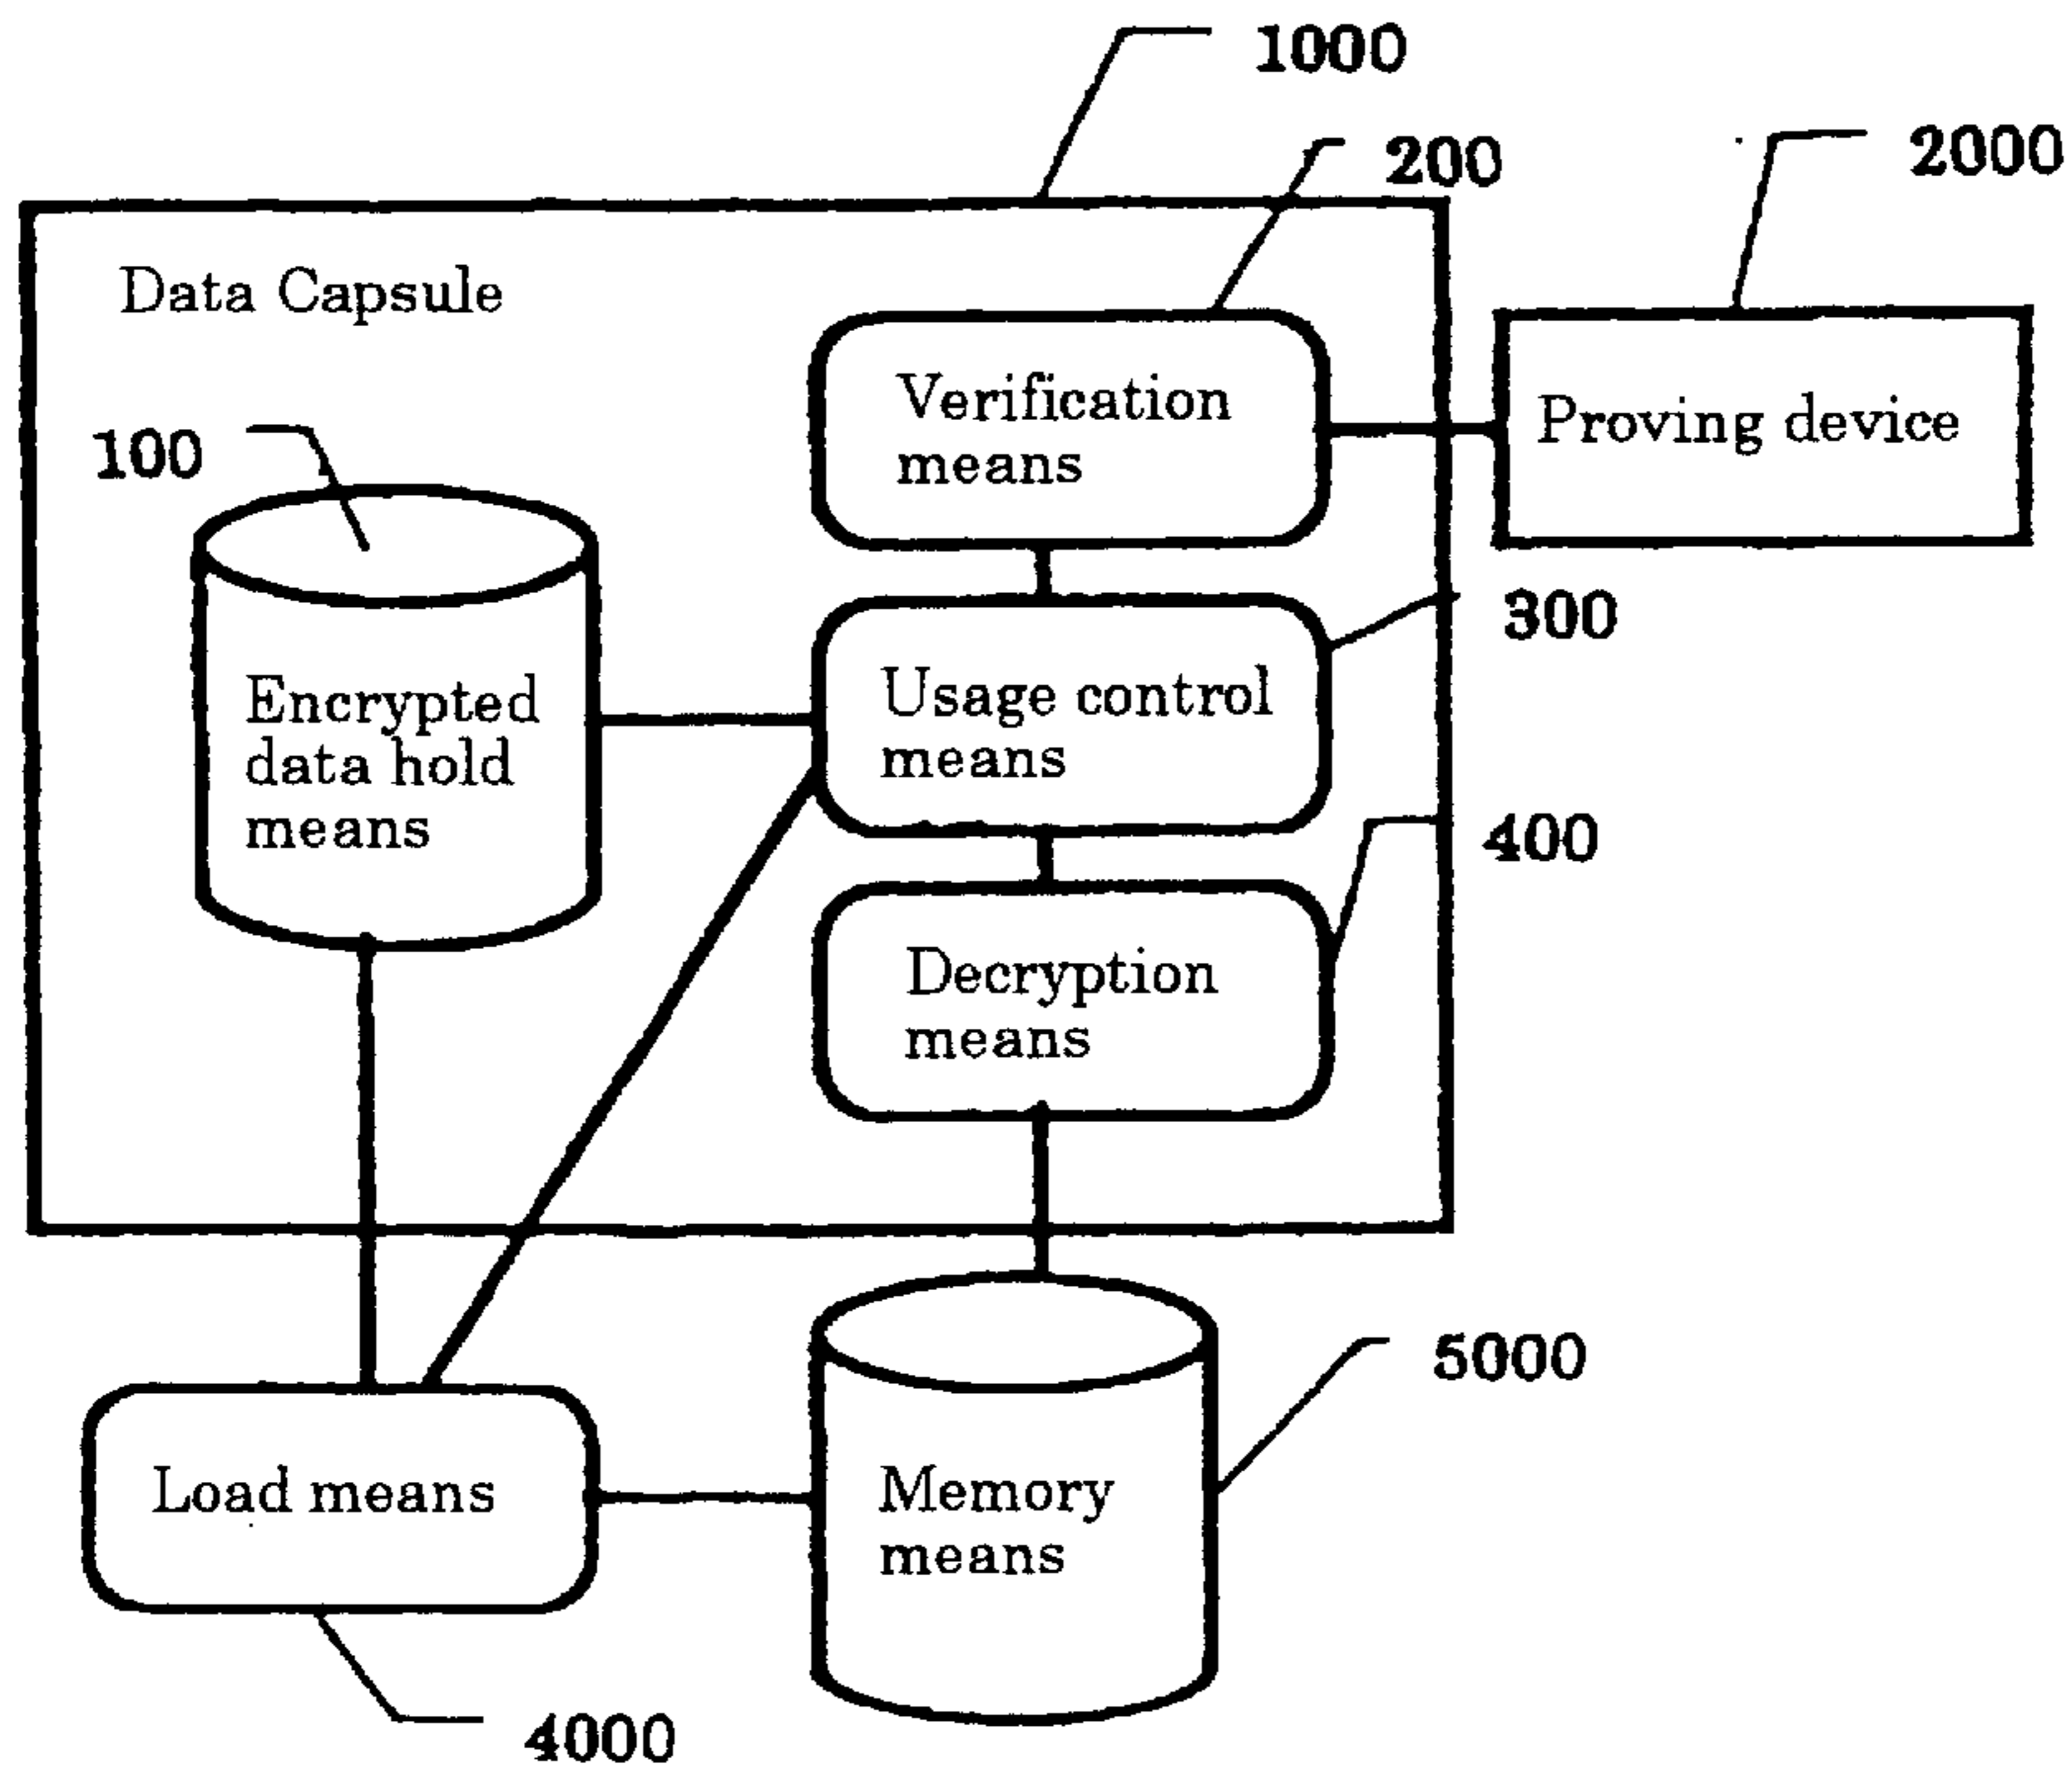 1000
200
2000
Data Capsule
Verification
means
Proving device
100
300
Encrypted
data hold
means
Usage control
means
400
Decryption
means
5000
Load means
Memory
means
4000